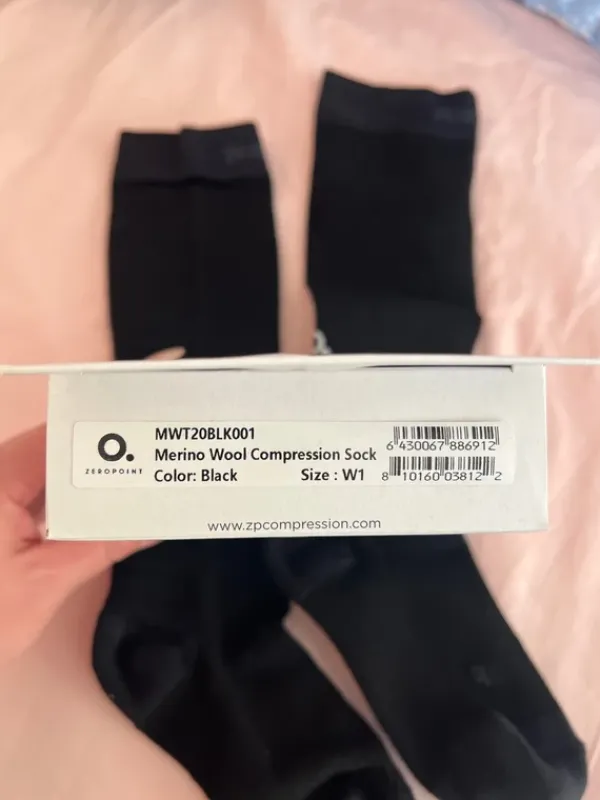 O.
ZEROPOINT
MWT20BLK001
Merino Wool Compression Sock
Color: Black Size : W1
6 430067 886912
8 10160 03812 2
www.zpcompression.com